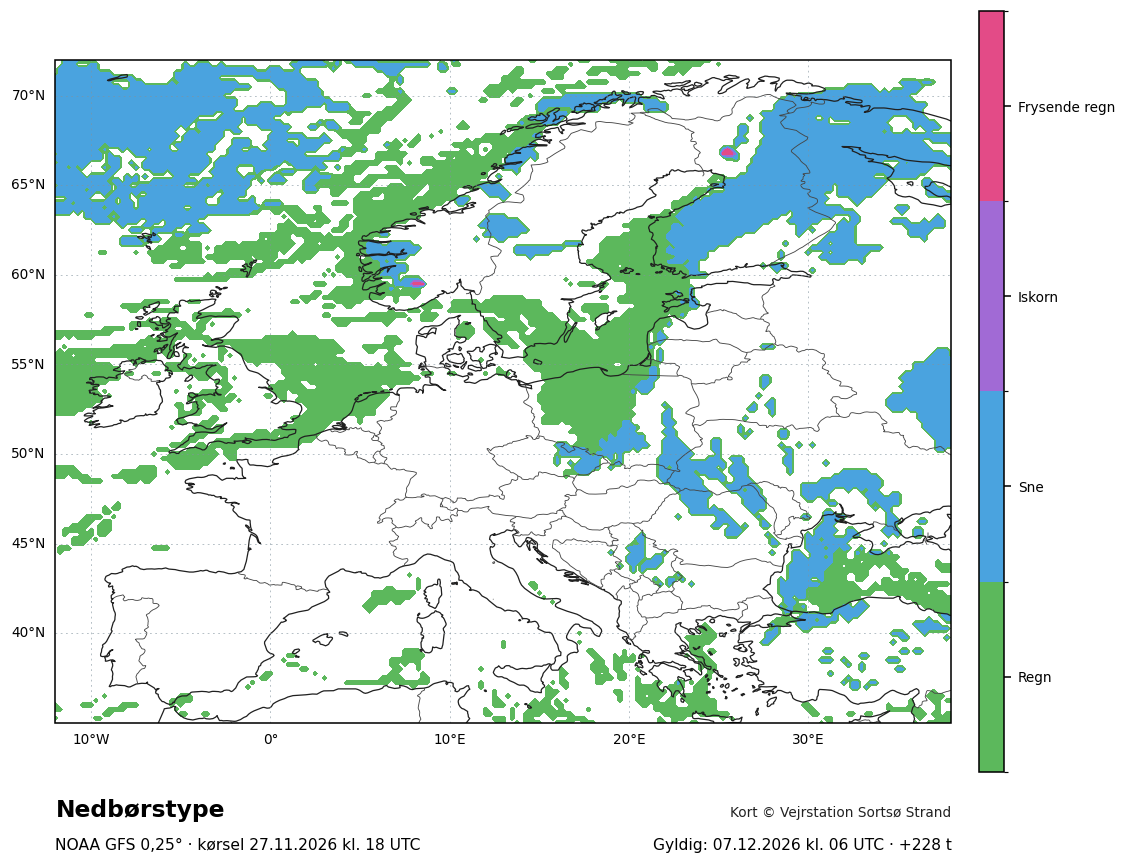 70°N
65°N
60°N
55°N
50°N
45°N
40°N
10°W
0°
10°E
20°E
30°E
Frysende regn
Iskorn
Sne
Regn
Nedbørstype
Kort © Vejrstation Sortsø Strand
NOAA GFS 0,25° · kørsel 27.11.2026 kl. 18 UTC
Gyldig: 07.12.2026 kl. 06 UTC · +228 t